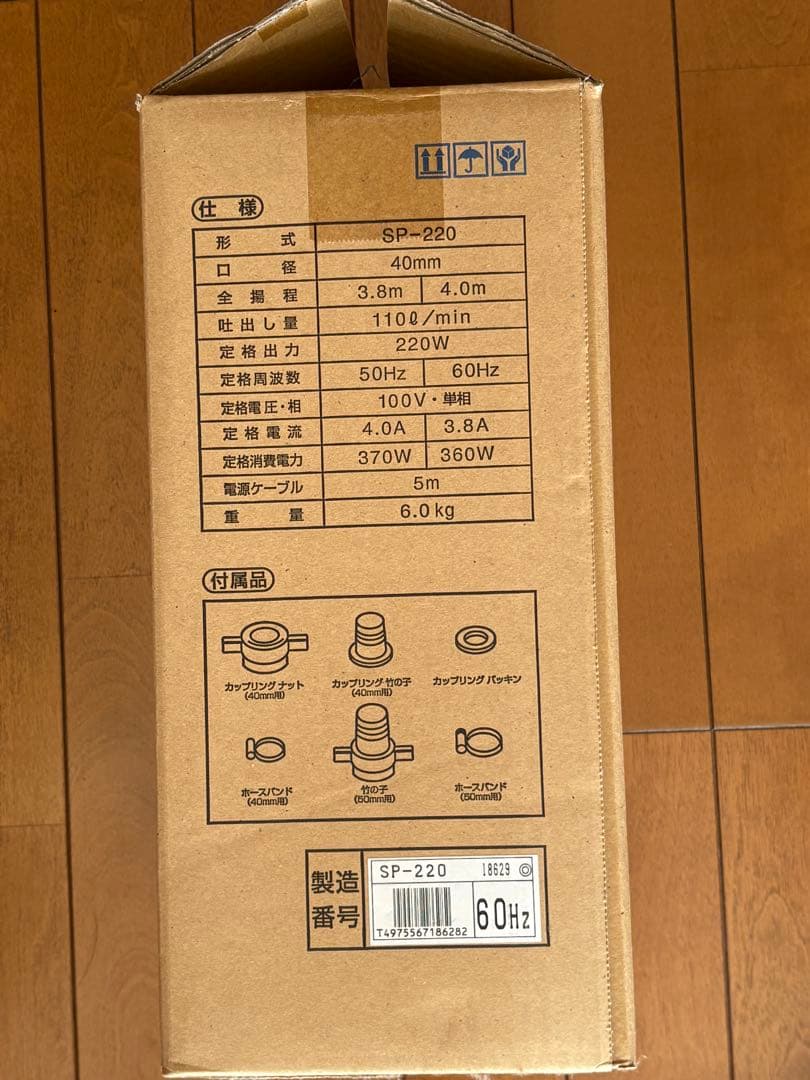 仕様
形式 SP-220
口径 40mm
全揚程 3.8m 4.0m
吐出し量 110ℓ/min
定格出力 220W
定格周波数 50Hz 60Hz
定格電圧・相 100V・単相
定格電流 4.0A 3.8A
定格消費電力 370W 360W
電源ケーブル 5m
重量 6.0kg
付属品
カップリングナット
(40mm用)
カップリング竹の子
(40mm用)
カップリングパッキン
ホースバンド
(40mm用)
竹の子
(50mm用)
ホースバンド
(50mm用)
製造
番号
SP-220 18629 ◎
T4975567186282
60Hz